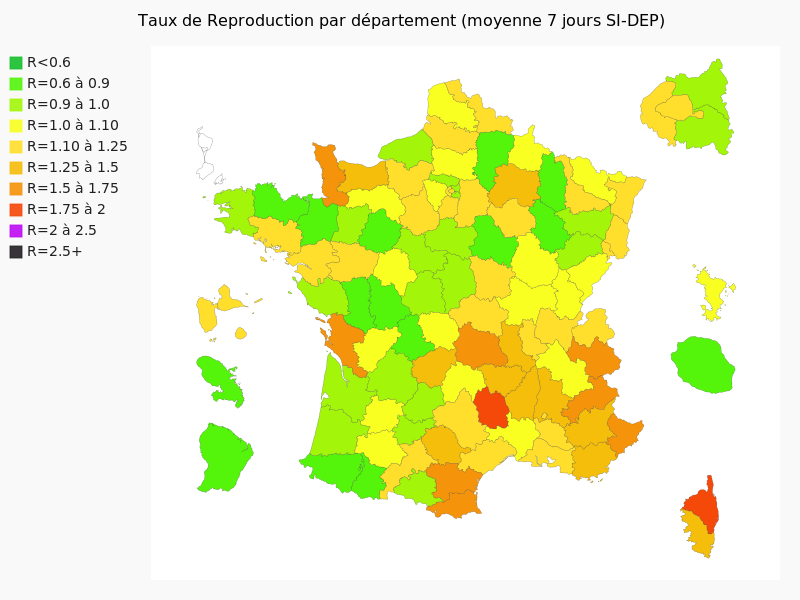 Taux de Reproduction par département (moyenne 7 jours SI-DEP)
R<0.6
R=0.6 à 0.9
R=0.9 à 1.0
R=1.0 à 1.10
R=1.10 à 1.25
R=1.25 à 1.5
R=1.5 à 1.75
R=1.75 à 2
R=2 à 2.5
R=2.5+